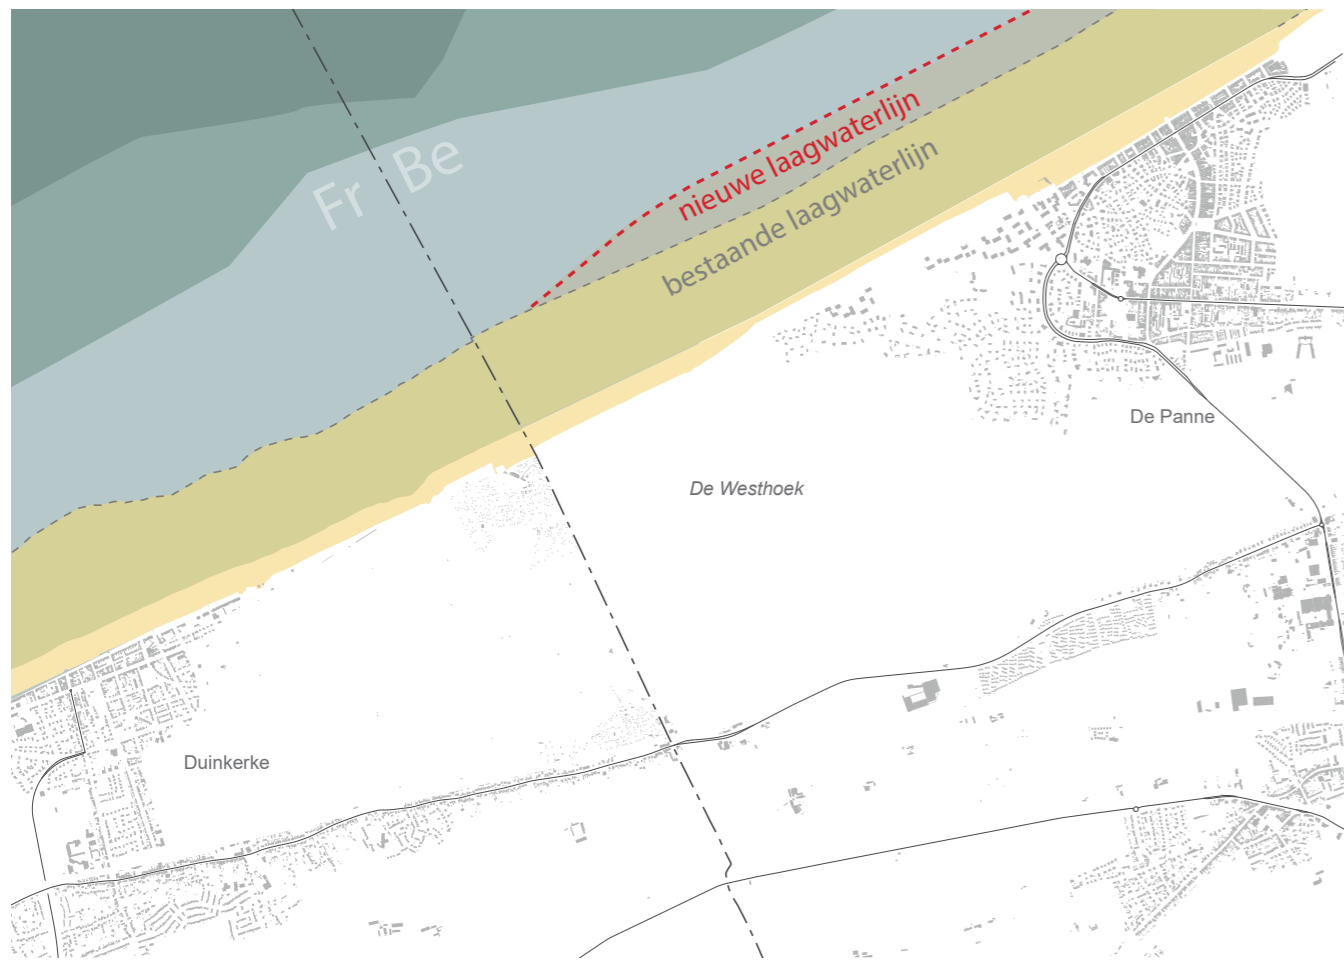 Fr Be
nieuwe laagwaterlijn
bestaande laagwaterlijn
De Panne
De Westhoek
Duinkerke